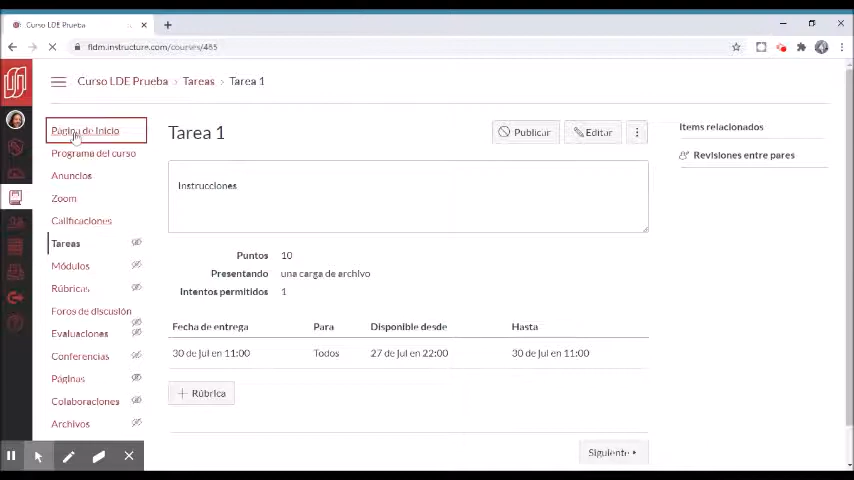 Curso LDE Prueba
fldm.instructure.com/courses/465
Curso LDE Prueba > Tareas > Tarea 1
Página de Inicio
Programa del curso
Anuncios
Zoom
Calificaciones
Tareas
Módulos
Rúbricas
Foros de discusión
Evaluaciones
Conferencias
Páginas
Colaboraciones
Archivos
Tarea 1
Publicar
Editar
Instrucciones
Puntos 10
Presentando una carga de archivo
Intentos permitidos 1
Fecha de entrega Para Disponible desde Hasta
30 de jul en 11:00 Todos 27 de jul en 22:00 30 de jul en 11:00
+ Rúbrica
Siguiente
Items relacionados
Revisiones entre pares